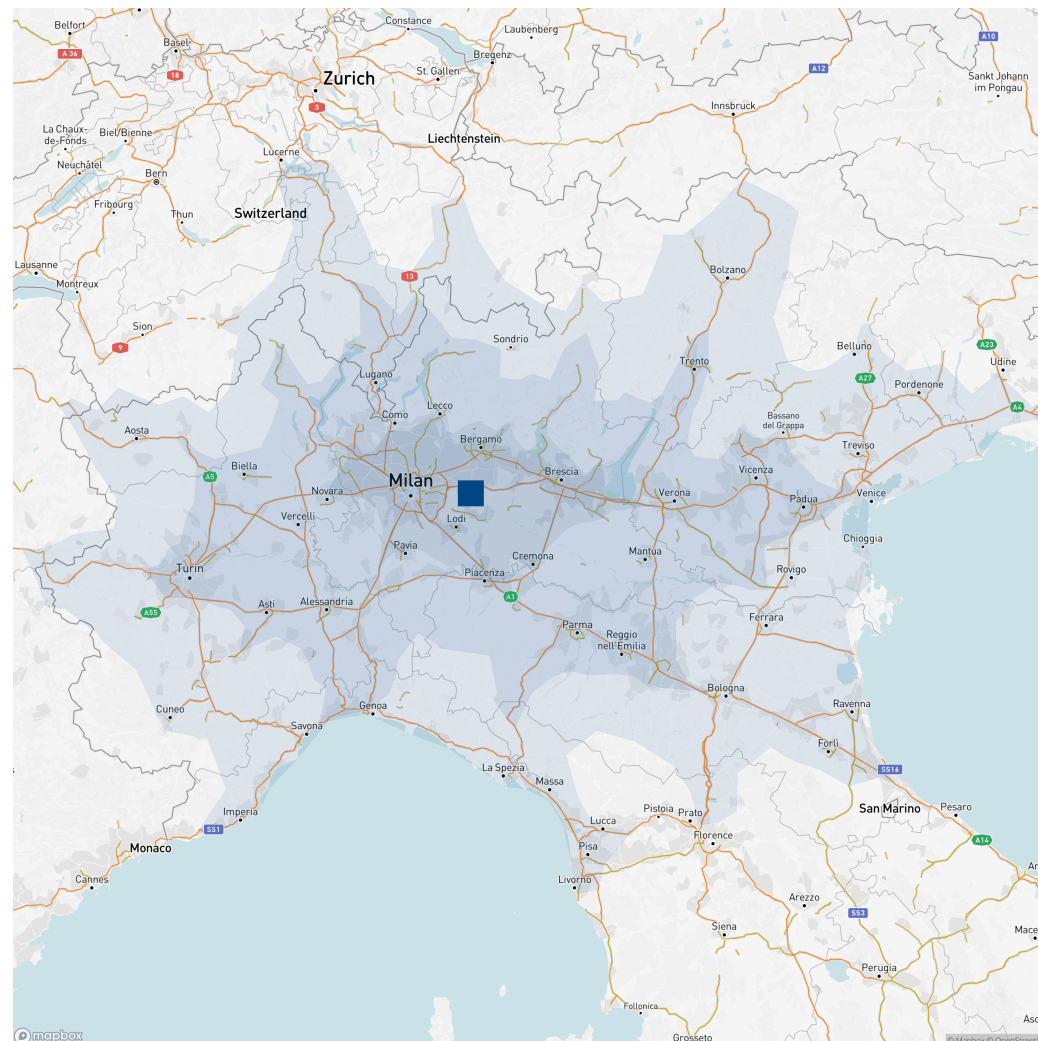 Belfort
A 36
Basel
18
Constance
Laubenberg
Bregenz
St. Gallen
Zurich
3
A12
A10
Sankt Johann
im Pongau
Innsbruck
La Chaux-
de-Fonds
Biel/Bienne
Neuchâtel
Bern
Lucerne
Liechtenstein
Fribourg
Thun
Switzerland
Lausanne
Montreux
13
Bolzano
Sion
9
Sondrio
Trento
Belluno
A23
Udine
A27
Pordenone
A4
Lugano
Como
Lecco
Bassano
del Grappa
Aosta
Bergamo
Treviso
A5
Biella
Milan
Brescia
Vicenza
Novara
Verona
Padua
Venice
Vercelli
Lodi
Chioggia
Pavia
Cremona
Mantua
Turin
Piacenza
Rovigo
A1
A55
Asti
Alessandria
Parma
Reggio
nell'Emilia
Ferrara
Bologna
Cuneo
Genoa
Ravenna
Savona
Forlì
La Spezia
Massa
SS16
Imperia
SS1
Pistoia
Prato
San Marino
Pesaro
Lucca
Monaco
Pisa
Florence
A14
Cannes
Livorno
Arezzo
SS3
Siena
Perugia
Follonica
Grosseto
mapbox
© Mapbox © OpenStreet